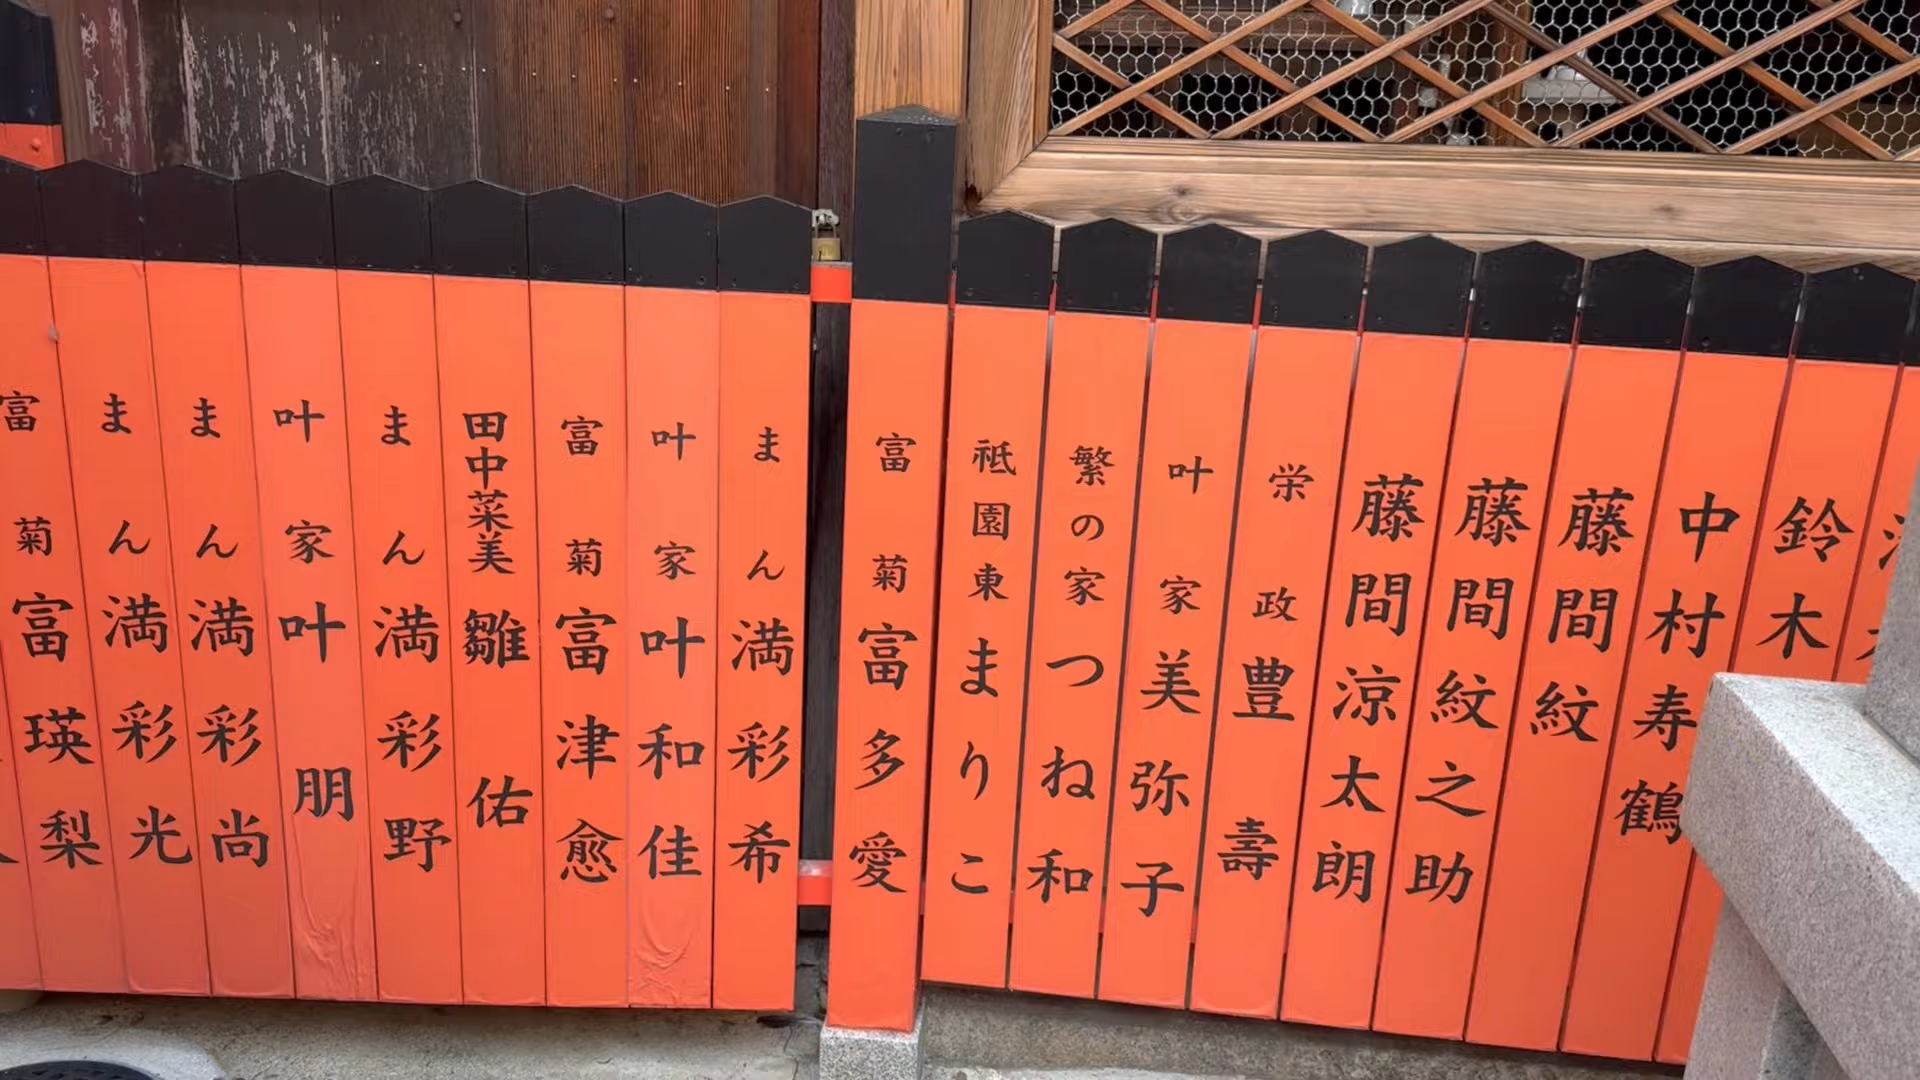 鈴木
中村寿鶴
藤間紋
藤間紋之助
藤間涼太朗
栄政豊壽
叶家美弥子
繁の家つね和
祇園東まりこ
富菊富多愛
まん満彩希
叶家叶和佳
富菊富津愈
田中菜美雛佑
まん満彩野
叶家叶朋
まん満彩尚
まん満彩光
富菊富瑛梨